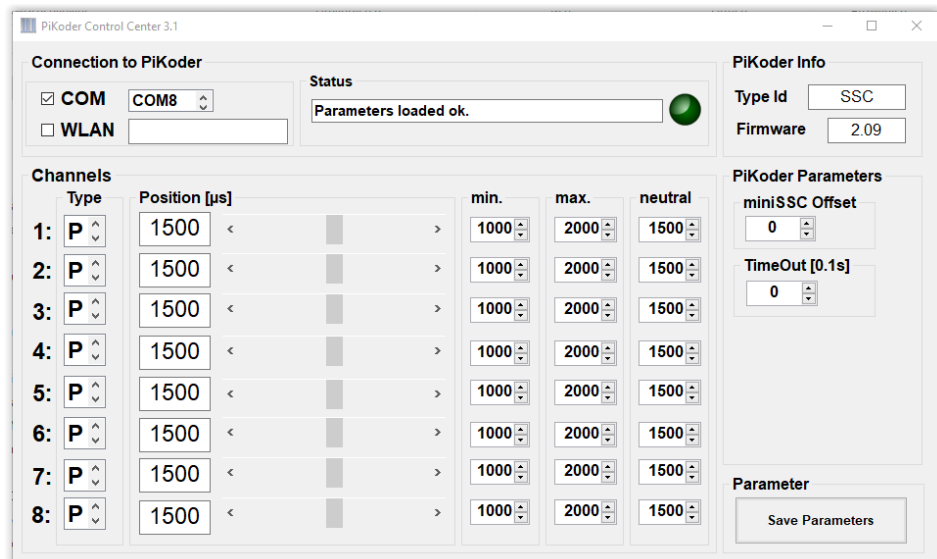 PiKoder Control Center 3.1
Connection to PiKoder
COM COM8
WLAN
Status
Parameters loaded ok.
PiKoder Info
Type Id SSC
Firmware 2.09
Channels
Type Position [µs] min. max. neutral
1: P 1500 < > 1000 2000 1500
2: P 1500 < > 1000 2000 1500
3: P 1500 < > 1000 2000 1500
4: P 1500 < > 1000 2000 1500
5: P 1500 < > 1000 2000 1500
6: P 1500 < > 1000 2000 1500
7: P 1500 < > 1000 2000 1500
8: P 1500 < > 1000 2000 1500
PiKoder Parameters
miniSSC Offset
0
TimeOut [0.1s]
0
Parameter
Save Parameters